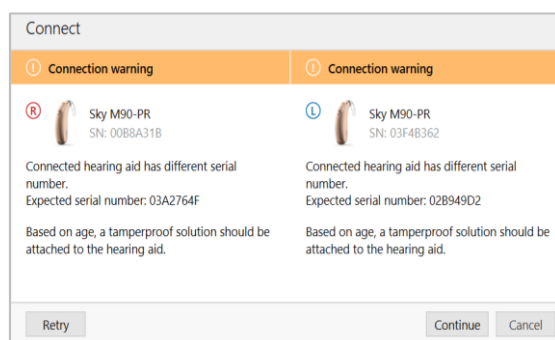 Connect
Connection warning
R
Sky M90-PR
SN: 00B8A31B
Connected hearing aid has different serial
number.
Expected serial number: 03A2764F
Based on age, a tamperproof solution should be
attached to the hearing aid.
Connection warning
L
Sky M90-PR
SN: 03F4B362
Connected hearing aid has different serial
number.
Expected serial number: 02B949D2
Based on age, a tamperproof solution should be
attached to the hearing aid.
Retry
Continue
Cancel